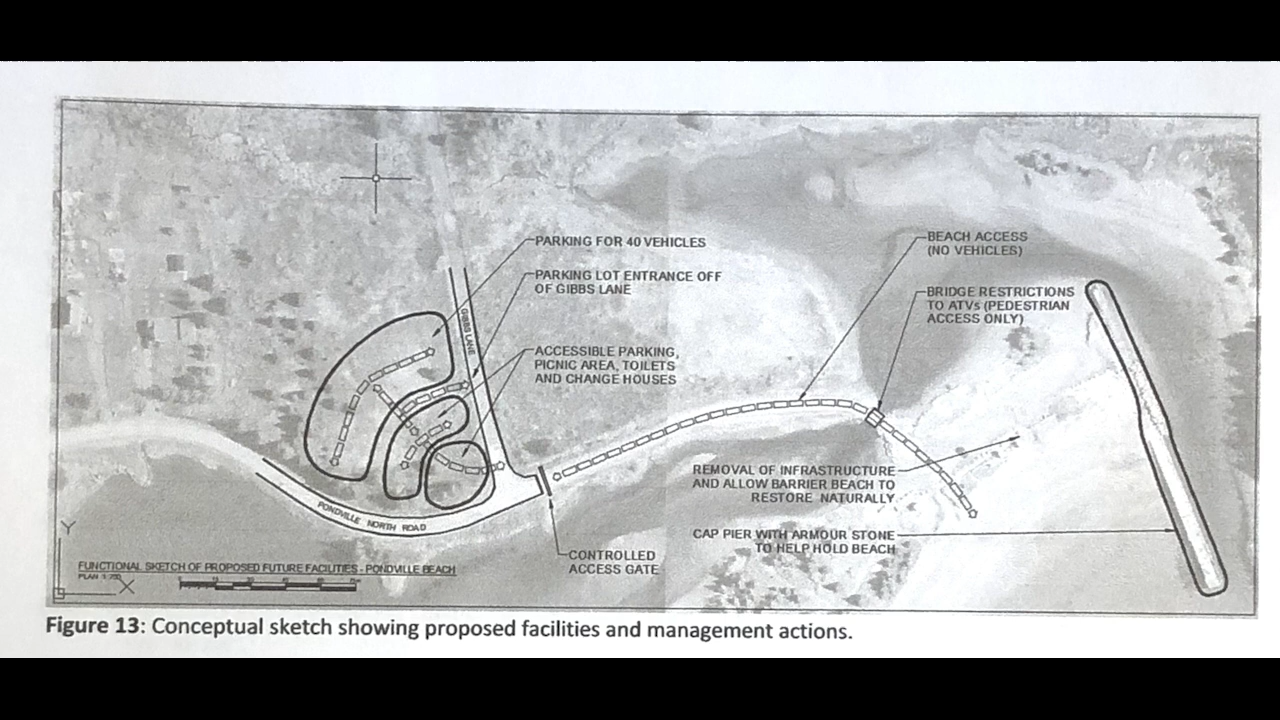 PARKING FOR 40 VEHICLES
PARKING LOT ENTRANCE OFF
OF GIBBS LANE
GIBBS LANE
ACCESSIBLE PARKING,
PICNIC AREA, TOILETS
AND CHANGE HOUSES
BEACH ACCESS
(NO VEHICLES)
BRIDGE RESTRICTIONS
TO ATVs (PEDESTRIAN
ACCESS ONLY)
REMOVAL OF INFRASTRUCTURE
AND ALLOW BARRIER BEACH TO
RESTORE NATURALLY
CAP PIER WITH ARMOUR STONE
TO HELP HOLD BEACH
PONDVILLE NORTH ROAD
CONTROLLED
ACCESS GATE
Y
X
FUNCTIONAL SKETCH OF PROPOSED FUTURE FACILITIES - PONDVILLE BEACH
PLAN
Figure 13: Conceptual sketch showing proposed facilities and management actions.